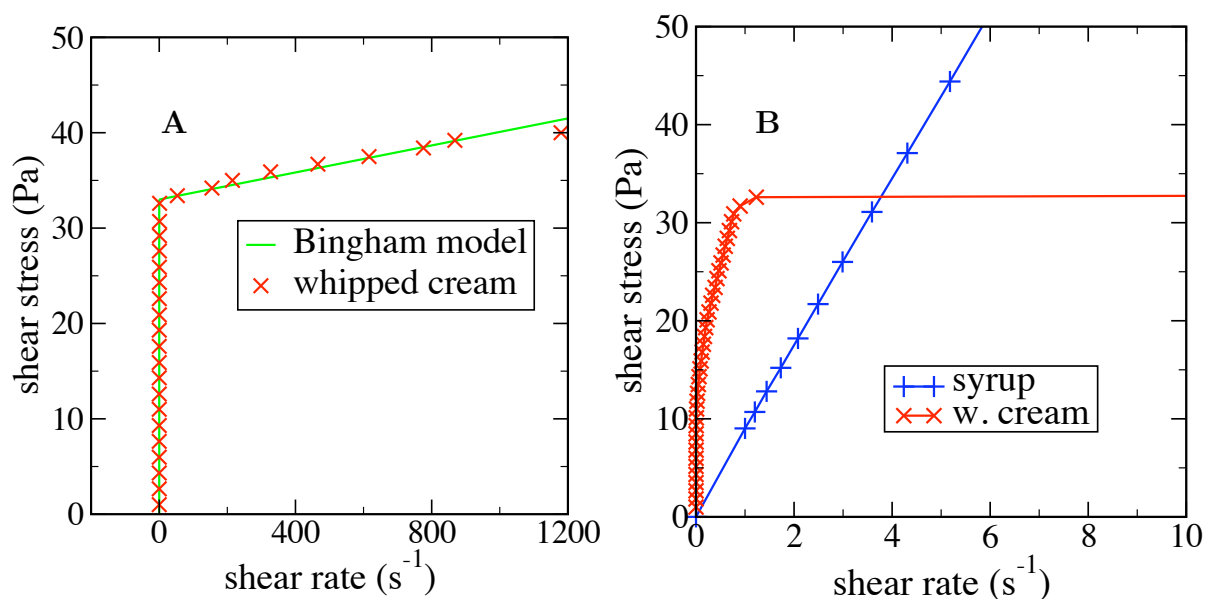 50
40
30
20
10
0
shear stress (Pa)
A
Bingham model
whipped cream
0
400
800
1200
shear rate (s⁻¹)
50
40
30
20
10
0
shear stress (Pa)
B
syrup
w. cream
0
2
4
6
8
10
shear rate (s⁻¹)